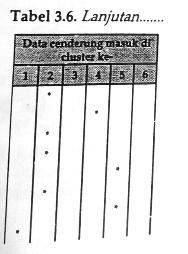 Tabel 3.6. Lanjutan.......
Data cenderung masuk di
cluster ke-
1 2 3 4 5 6
*
*
*
*
*
*
*
*